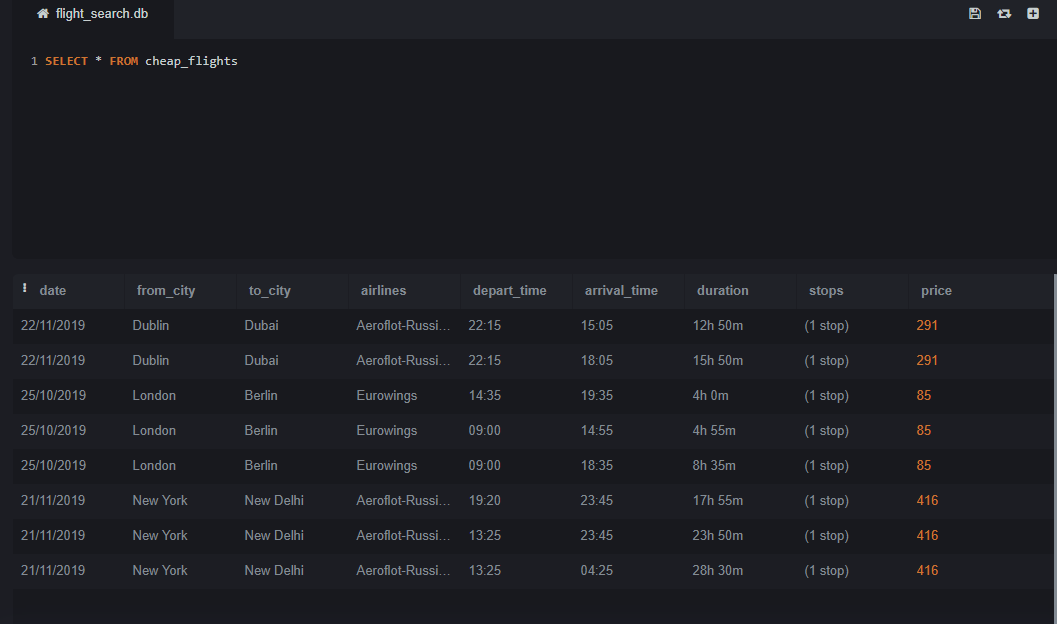 flight_search.db
1 SELECT * FROM cheap_flights
date from_city to_city airlines depart_time arrival_time duration stops price
22/11/2019 Dublin Dubai Aeroflot-Russi... 22:15 15:05 12h 50m (1 stop) 291
22/11/2019 Dublin Dubai Aeroflot-Russi... 22:15 18:05 15h 50m (1 stop) 291
25/10/2019 London Berlin Eurowings 14:35 19:35 4h 0m (1 stop) 85
25/10/2019 London Berlin Eurowings 09:00 14:55 4h 55m (1 stop) 85
25/10/2019 London Berlin Eurowings 09:00 18:35 8h 35m (1 stop) 85
21/11/2019 New York New Delhi Aeroflot-Russi... 19:20 23:45 17h 55m (1 stop) 416
21/11/2019 New York New Delhi Aeroflot-Russi... 13:25 23:45 23h 50m (1 stop) 416
21/11/2019 New York New Delhi Aeroflot-Russi... 13:25 04:25 28h 30m (1 stop) 416